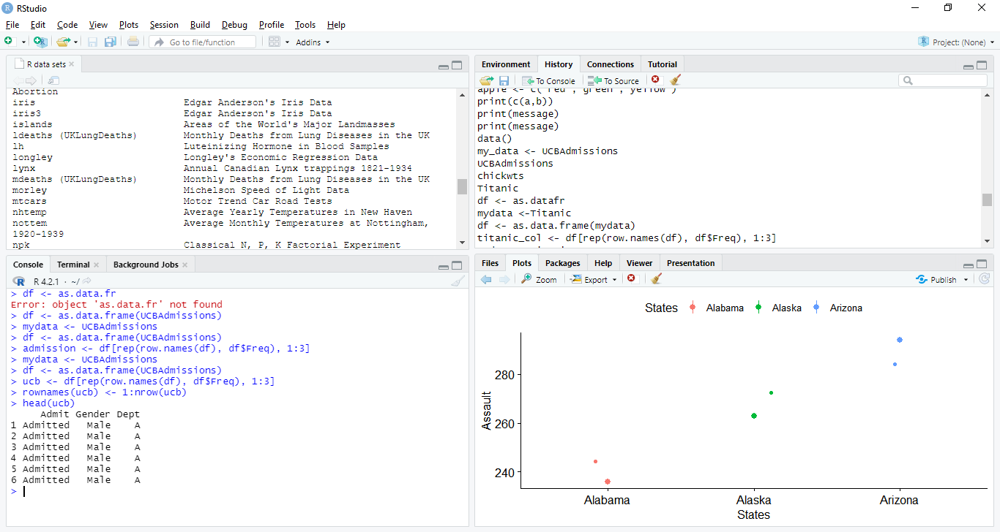 RStudio
File Edit Code View Plots Session Build Debug Profile Tools Help
Go to file/function Addins Project: (None)
R data sets
Abortion
iris Edgar Anderson's Iris Data
iris3 Edgar Anderson's Iris Data
islands Areas of the World's Major Landmasses
ldeaths (UKLungDeaths) Monthly Deaths from Lung Diseases in the UK
lh Luteinizing Hormone in Blood Samples
longley Longley's Economic Regression Data
lynx Annual Canadian Lynx trappings 1821-1934
mdeaths (UKLungDeaths) Monthly Deaths from Lung Diseases in the UK
morley Michelson Speed of Light Data
mtcars Motor Trend Car Road Tests
nhtemp Average Yearly Temperatures in New Haven
nottem Average Monthly Temperatures at Nottingham,
1920-1939
npk Classical N, P, K Factorial Experiment
Environment History Connections Tutorial
To Console To Source
apple <- c('red','green','yellow')
print(c(a,b))
print(message)
print(message)
data()
my_data <- UCBAdmissions
UCBAdmissions
chickwts
Titanic
df <- as.datafr
mydata <-Titanic
df <- as.data.frame(mydata)
titanic_col <- df[rep(row.names(df), df$Freq), 1:3]
Console Terminal Background Jobs
R 4.2.1 · ~/
> df <- as.data.fr
Error: object 'as.data.fr' not found
> df <- as.data.frame(UCBAdmissions)
> mydata <- UCBAdmissions
> df <- as.data.frame(UCBAdmissions)
> admission <- df[rep(row.names(df), df$Freq), 1:3]
> mydata <- UCBAdmissions
> df <- as.data.frame(UCBAdmissions)
> ucb <- df[rep(row.names(df), df$Freq), 1:3]
> rownames(ucb) <- 1:nrow(ucb)
> head(ucb)
Admit Gender Dept
1 Admitted Male A
2 Admitted Male A
3 Admitted Male A
4 Admitted Male A
5 Admitted Male A
6 Admitted Male A
>
Files Plots Packages Help Viewer Presentation
Zoom Export Publish
States Alabama Alaska Arizona
Assault
280
260
240
Alabama Alaska Arizona
States